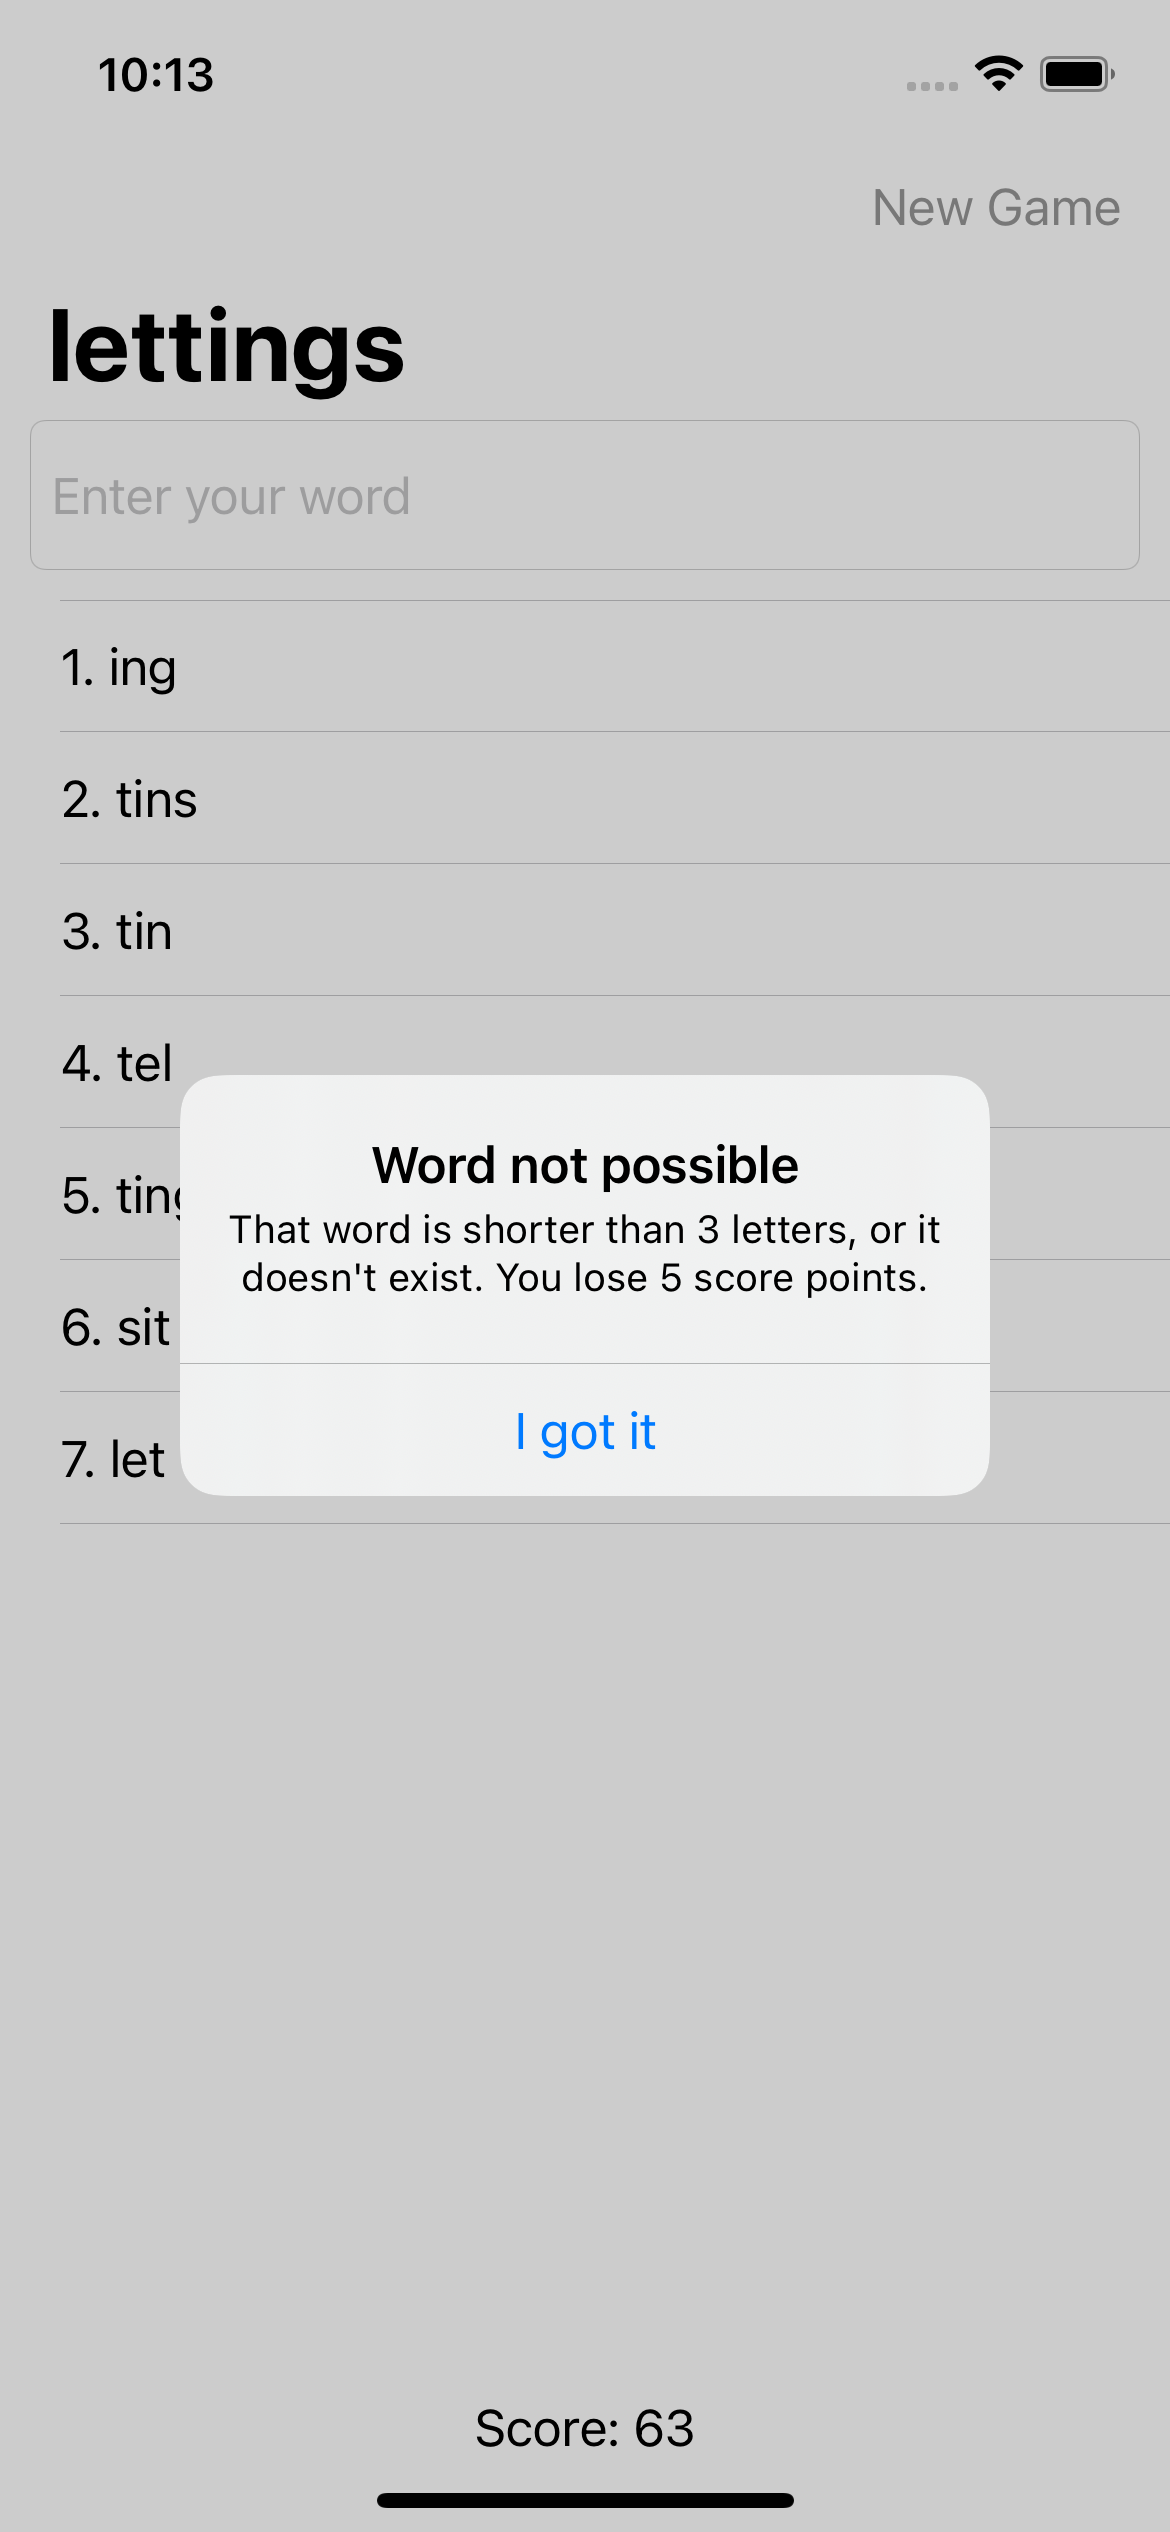 10:13
New Game
lettings
Enter your word
1. ing
2. tins
3. tin
4. tel
5.
6. sit
7. let
Word not possible
That word is shorter than 3 letters, or it
doesn't exist. You lose 5 score points.
I got it
Score: 63